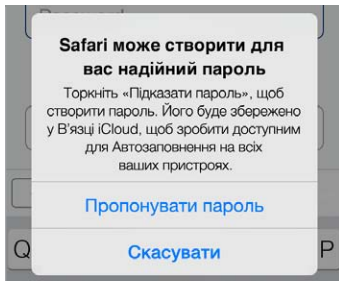 Password
Safari може створити для
вас надійний пароль
Торкніть «Підказати пароль», щоб
створити пароль. Його буде збережено
у В'язці iCloud, щоб зробити доступним
для Автозаповнення на всіх
ваших пристроях.
Пропонувати пароль
Q
P
Скасувати